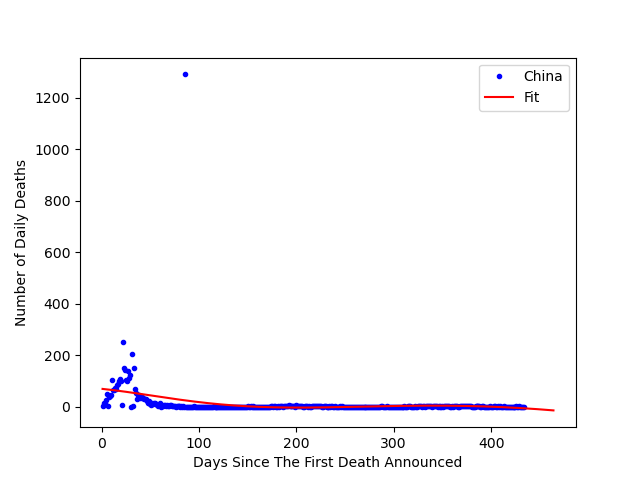 China
Fit
1200
1000
800
600
400
200
0
Number of Daily Deaths
0 100 200 300 400
Days Since The First Death Announced